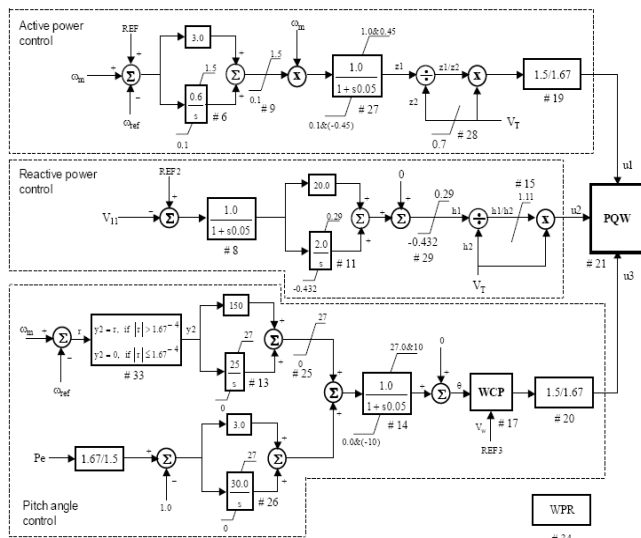 Active power
control
REF
ωm
ωref
Σ
3.0
0.6
s
1.5
0.1
# 6
Σ
1.5
0.1
# 9
ωm
x
1.0&0.45
1.0
1 + s0.05
0.1&(-0.45)
# 27
z1
÷
z1/z2
z2
x
0.7
# 28
VT
1.5/1.67
# 19
u1
Reactive power
control
REF2
V11
Σ
1.0
1 + s0.05
# 8
20.0
2.0
s
0.29
-0.432
# 11
Σ
0
Σ
0.29
-0.432
# 29
h1
÷
h1/h2
h2
# 15
1.11
x
VT
u2
PQW
# 21
u3
ωm
ωref
Σ
r
y2 = r, if |r| > 1.67⁻⁴
y2 = 0, if |r| ≤ 1.67⁻⁴
# 33
y2
150
25
s
27
0
# 13
Σ
27
0
# 25
Σ
27.0&10
1.0
1 + s0.05
0.0&(-10)
# 14
0
Σ
θ
WCP
# 17
Vw
REF3
1.5/1.67
# 20
Pe
1.67/1.5
Σ
1.0
3.0
30.0
s
27
0
# 26
Σ
Pitch angle
control
WPR
# 24